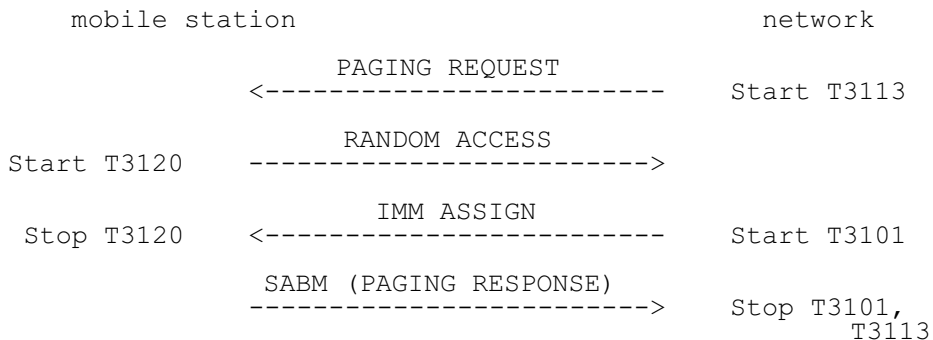 mobile station network
PAGING REQUEST
<------------------------- Start T3113
RANDOM ACCESS
Start T3120 ------------------------->
IMM ASSIGN
Stop T3120 <------------------------- Start T3101
SABM (PAGING RESPONSE)
-------------------------> Stop T3101,
T3113